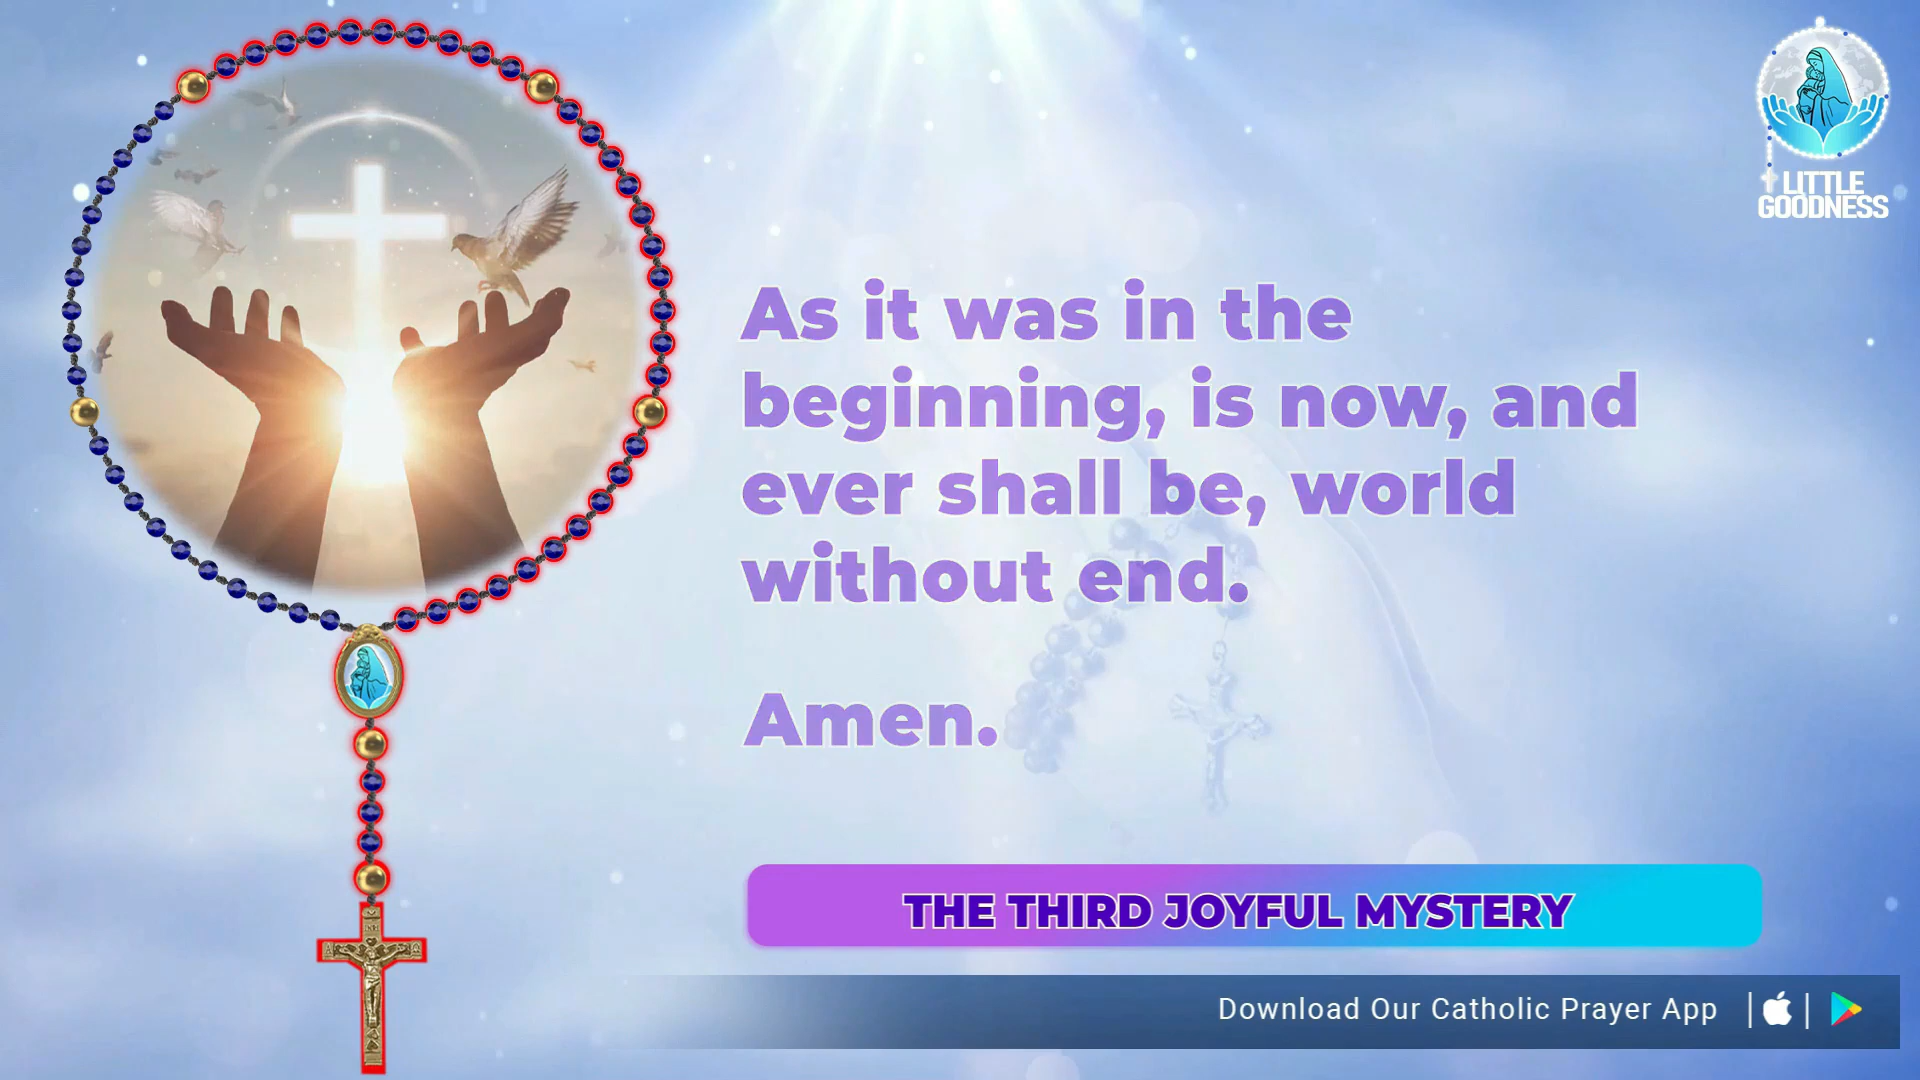 LITTLE
GOODNESS
As it was in the
beginning, is now, and
ever shall be, world
without end.
Amen.
THE THIRD JOYFUL MYSTERY
Download Our Catholic Prayer App
INRI